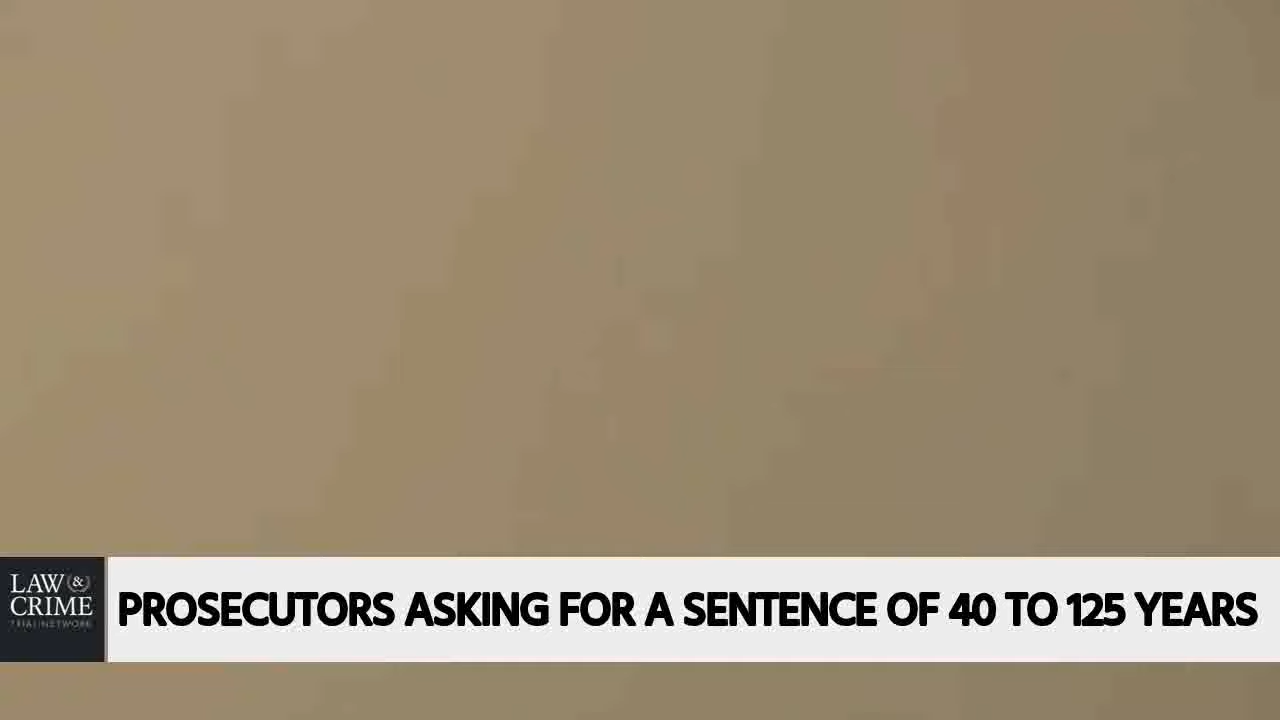 LAW &
CRIME
TRIAL NETWORK
PROSECUTORS ASKING FOR A SENTENCE OF 40 TO 125 YEARS